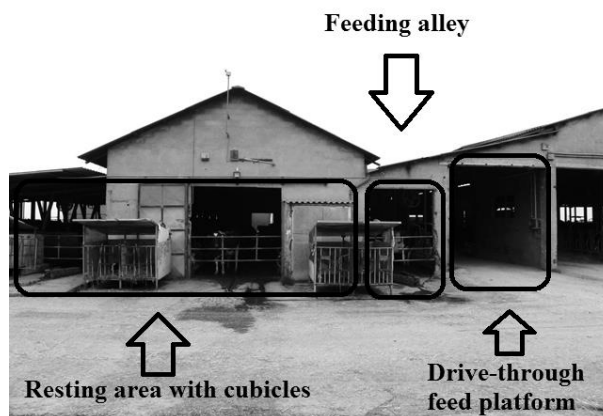 Feeding alley
Resting area with cubicles
Drive-through
feed platform